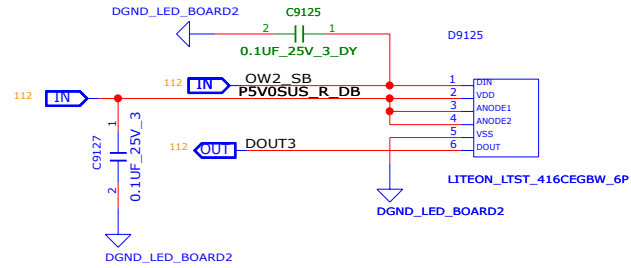 DGND_LED_BOARD2
C9125
2
1
0.1UF_25V_3_DY
D9125
112
IN
OW2_SB
1
DIN
112
IN
P5V0SUS_R_DB
2
VDD
3
ANODE1
4
ANODE2
5
VSS
112
OUT
DOUT3
6
DOUT
1
C9127
2
0.1UF_25V_3
LITEON_LTST_416CEGBW_6P
DGND_LED_BOARD2
DGND_LED_BOARD2